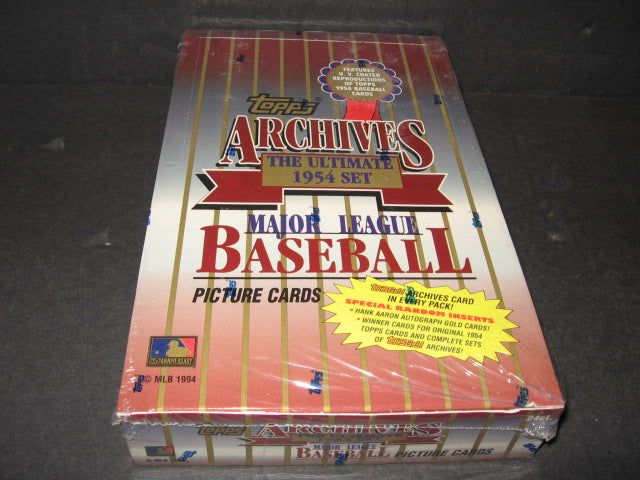 FEATURES
U.V. COATED
REPRODUCTIONS
OF TOPPS
1954 BASEBALL
CARDS
Topps
ARCHIVES
THE ULTIMATE
1954 SET
MAJOR LEAGUE
BASEBALL
PICTURE CARDS
ARCHIVES CARD
IN EVERY PACK!
SPECIAL RANDOM INSERTS
• HANK AARON AUTOGRAPH GOLD CARDS!
• WINNER CARDS FOR ORIGINAL 1954
TOPPS CARDS AND COMPLETE SETS
OF ARCHIVES!
125TH ANNIVERSARY
© MLB 1994
Topps ARCHIVES
MAJOR LEAGUE
BASEBALL PICTURE CARDS